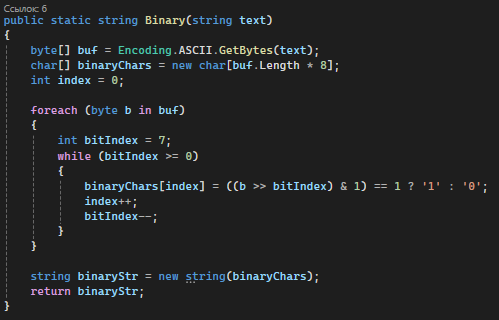 Ссылок: 6
public static string Binary(string text)
{
    byte[] buf = Encoding.ASCII.GetBytes(text);
    char[] binaryChars = new char[buf.Length * 8];
    int index = 0;

    foreach (byte b in buf)
    {
        int bitIndex = 7;
        while (bitIndex >= 0)
        {
            binaryChars[index] = ((b >> bitIndex) & 1) == 1 ? '1' : '0';
            index++;
            bitIndex--;
        }
    }

    string binaryStr = new string(binaryChars);
    return binaryStr;
}